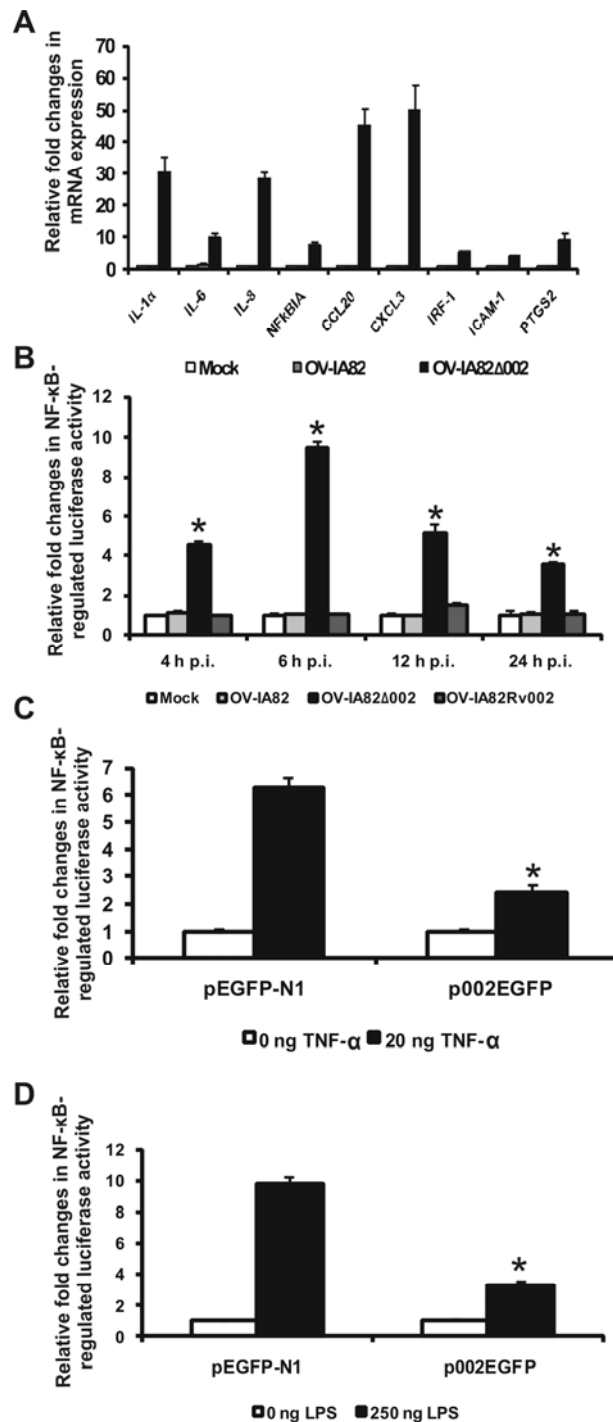 A
Relative fold changes in
mRNA expression
70
60
50
40
30
20
10
0
IL-1α
IL-6
IL-8
NFkBIA
CCL20
CXCL3
IRF-1
ICAM-1
PTGS2
Mock
OV-IA82
OV-IA82Δ002
B
Relative fold changes in NF-κB-
regulated luciferase activity
12
10
8
6
4
2
0
*
*
*
*
4 h p.i.
6 h p.i.
12 h p.i.
24 h p.i.
Mock
OV-IA82
OV-IA82Δ002
OV-IA82Rv002
C
Relative fold changes in NF-κB-
regulated luciferase activity
7
6
5
4
3
2
1
0
*
pEGFP-N1
p002EGFP
0 ng TNF-α
20 ng TNF-α
D
Relative fold changes in NF-κB-
regulated luciferase activity
12
10
8
6
4
2
0
*
pEGFP-N1
p002EGFP
0 ng LPS
250 ng LPS